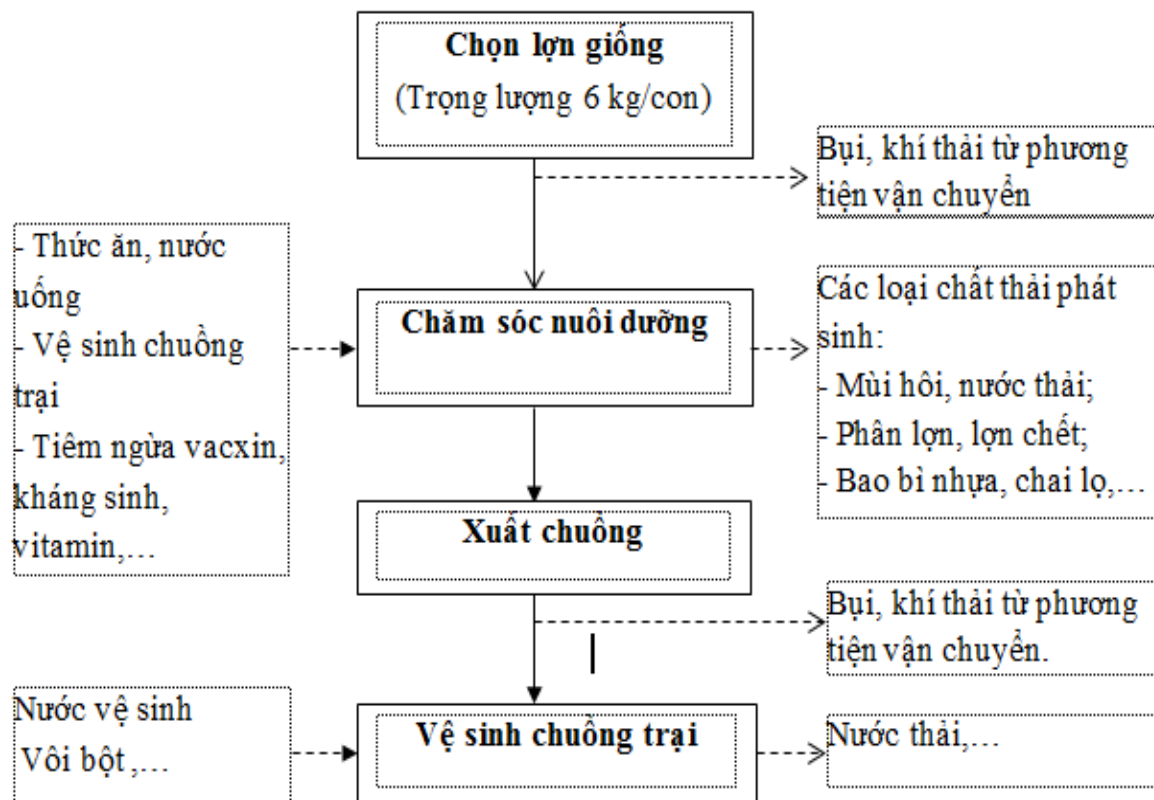 Chọn lợn giống
(Trọng lượng 6 kg/con)
Bụi, khí thải từ phương
tiện vận chuyển
- Thức ăn, nước
uống
- Vệ sinh chuồng
trại
- Tiêm ngừa vacxin,
kháng sinh,
vitamin,…
Chăm sóc nuôi dưỡng
Các loại chất thải phát
sinh:
- Mùi hôi, nước thải;
- Phân lợn, lợn chết;
- Bao bì nhựa, chai lọ,…
Xuất chuồng
Bụi, khí thải từ phương
tiện vận chuyển.
Nước vệ sinh
Vôi bột ,…
Vệ sinh chuồng trại
Nước thải,…